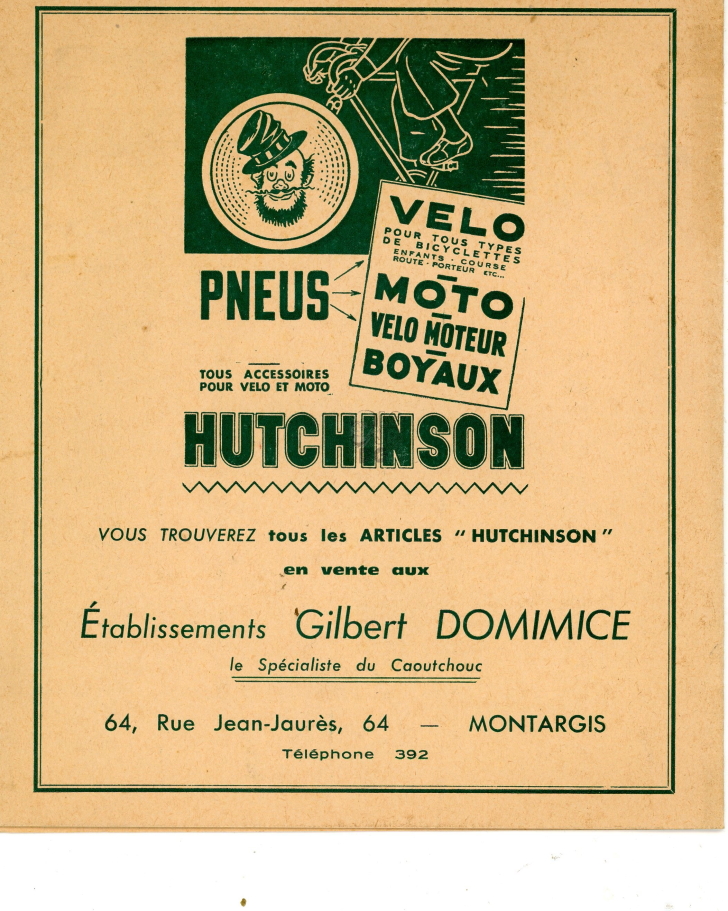 VELO
POUR TOUS TYPES
DE BICYCLETTES
ENFANTS - COURSE
ROUTE - PORTEUR ETC...
MOTO
VELO MOTEUR
BOYAUX
PNEUS
TOUS ACCESSOIRES
POUR VELO ET MOTO
HUTCHINSON
VOUS TROUVEREZ tous les ARTICLES " HUTCHINSON "
en vente aux
Établissements Gilbert DOMIMICE
le Spécialiste du Caoutchouc
64, Rue Jean-Jaurès, 64 — MONTARGIS
Téléphone 392